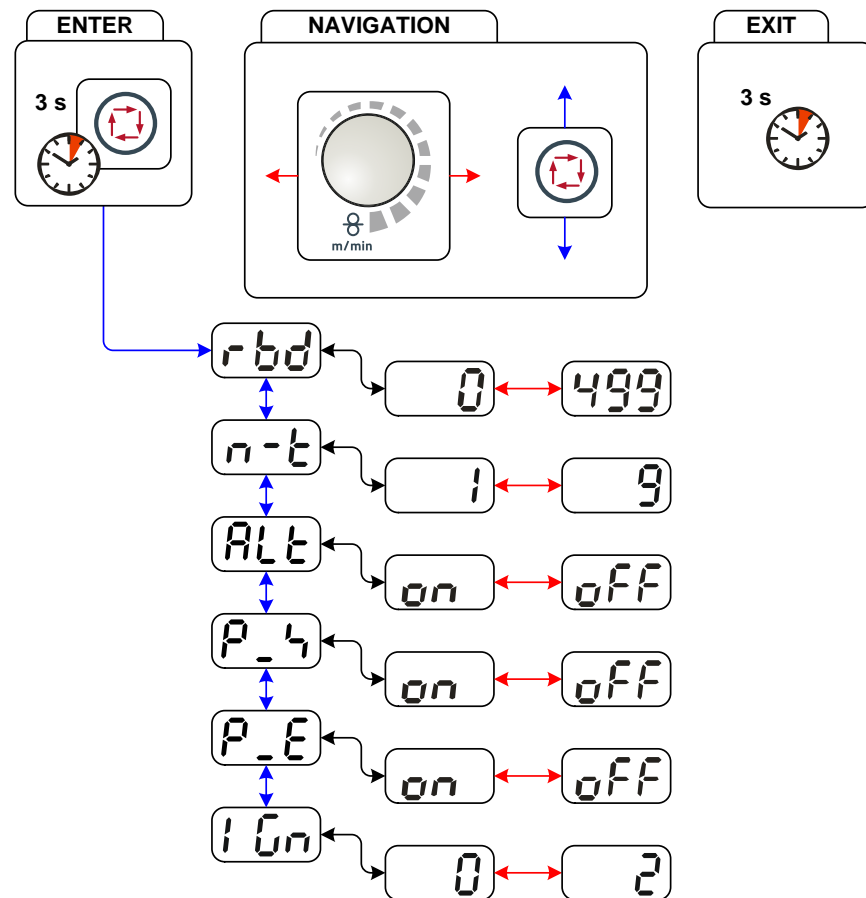 ENTER NAVIGATION EXIT
3 s 3 s
m/min
rbd
0 499
n-t
1 9
ALt
on oFF
P_4
on oFF
P_E
on oFF
IGn
0 2